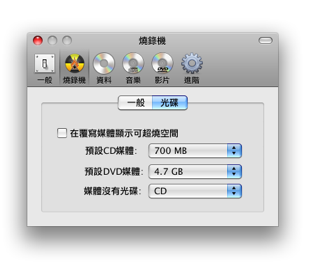 燒錄機
一般 燒錄機 資料 音樂 影片 進階
一般 光碟
在覆寫媒體顯示可超燒空間
預設CD媒體: 700 MB
預設DVD媒體: 4.7 GB
媒體沒有光碟: CD